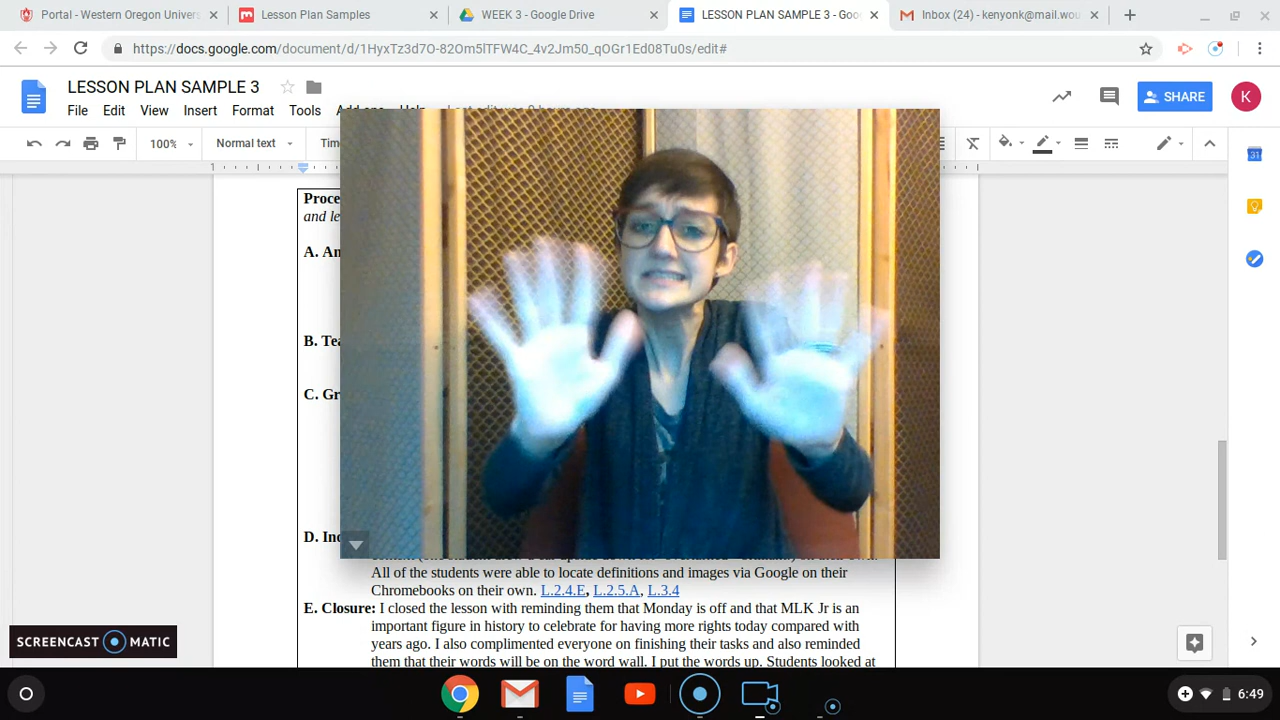 Portal - Western Oregon Univers
Lesson Plan Samples
WEEK 3 - Google Drive
LESSON PLAN SAMPLE 3 - Goo
Inbox (24) - kenyonk@mail.wou
https://docs.google.com/document/d/1HyxTz3d7O-82Om5lTFW4C_4v2Jm50_qOGr1Ed08Tu0s/edit#
LESSON PLAN SAMPLE 3
File Edit View Insert Format Tools
SHARE
K
100% Normal text
1
31
Proce
and le
A. An
B. Tea
C. Gr
D. Ind
All of the students were able to locate definitions and images via Google on their
Chromebooks on their own. L.2.4.E, L.2.5.A, L.3.4
E. Closure: I closed the lesson with reminding them that Monday is off and that MLK Jr is an
important figure in history to celebrate for having more rights today compared with
years ago. I also complimented everyone on finishing their tasks and also reminded
them that their words will be on the word wall. I put the words up. Students looked at
SCREENCAST MATIC
6:49